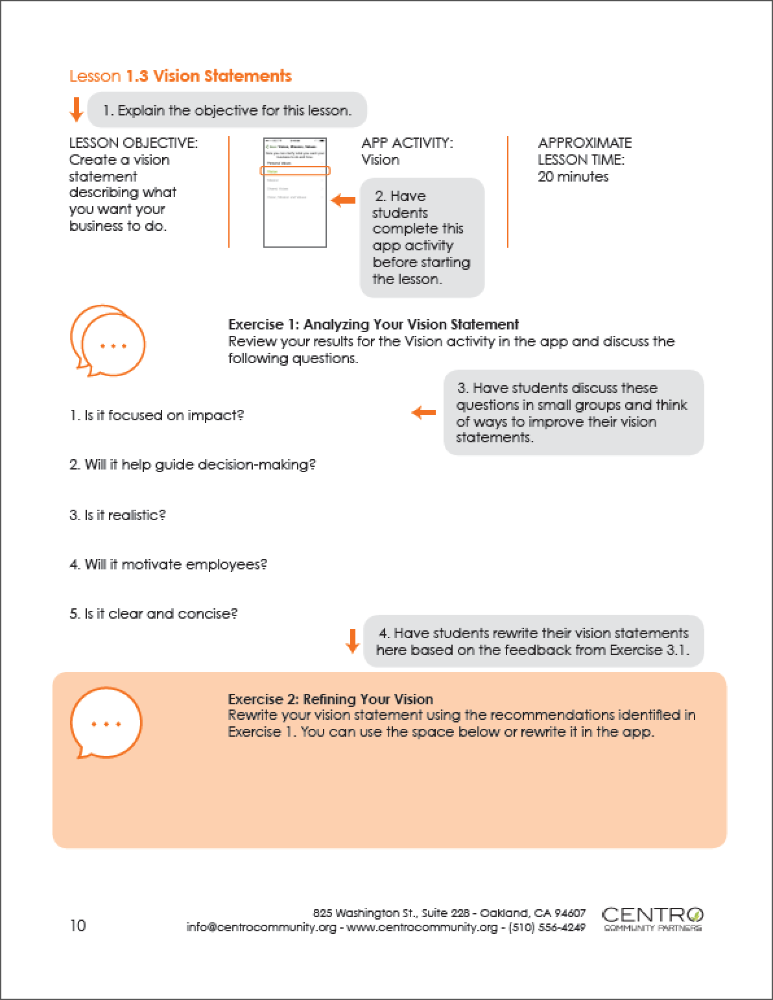 Lesson 1.3 Vision Statements
1. Explain the objective for this lesson.
LESSON OBJECTIVE:
Create a vision
statement
describing what
you want your
business to do.
Vision, Mission, Values
APP ACTIVITY:
Vision
2. Have
students
complete this
app activity
before starting
the lesson.
APPROXIMATE
LESSON TIME:
20 minutes
Exercise 1: Analyzing Your Vision Statement
Review your results for the Vision activity in the app and discuss the
following questions.
3. Have students discuss these
questions in small groups and think
of ways to improve their vision
statements.
1. Is it focused on impact?
2. Will it help guide decision-making?
3. Is it realistic?
4. Will it motivate employees?
5. Is it clear and concise?
4. Have students rewrite their vision statements
here based on the feedback from Exercise 3.1.
Exercise 2: Refining Your Vision
Rewrite your vision statement using the recommendations identified in
Exercise 1. You can use the space below or rewrite it in the app.
10
825 Washington St., Suite 228 - Oakland, CA 94607
info@centrocommunity.org - www.centrocommunity.org - (510) 556-4249
CENTRO
COMMUNITY PARTNERS